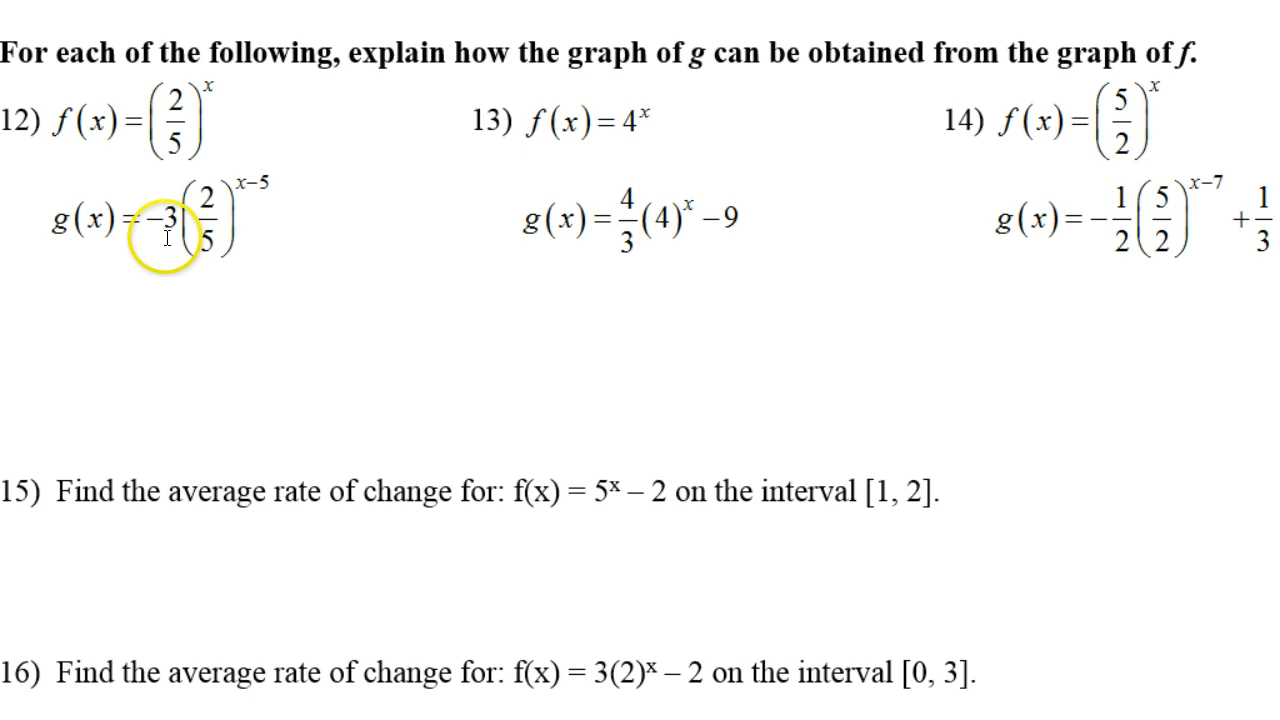 For each of the following, explain how the graph of g can be obtained from the graph of f.
12) f(x) = (2/5)^x 13) f(x) = 4^x 14) f(x) = (5/2)^x
g(x) = −3(2/5)^(x−5) g(x) = 4/3(4)^x − 9 g(x) = −1/2(5/2)^(x−7) + 1/3
15) Find the average rate of change for: f(x) = 5^x – 2 on the interval [1, 2].
16) Find the average rate of change for: f(x) = 3(2)^x – 2 on the interval [0, 3].